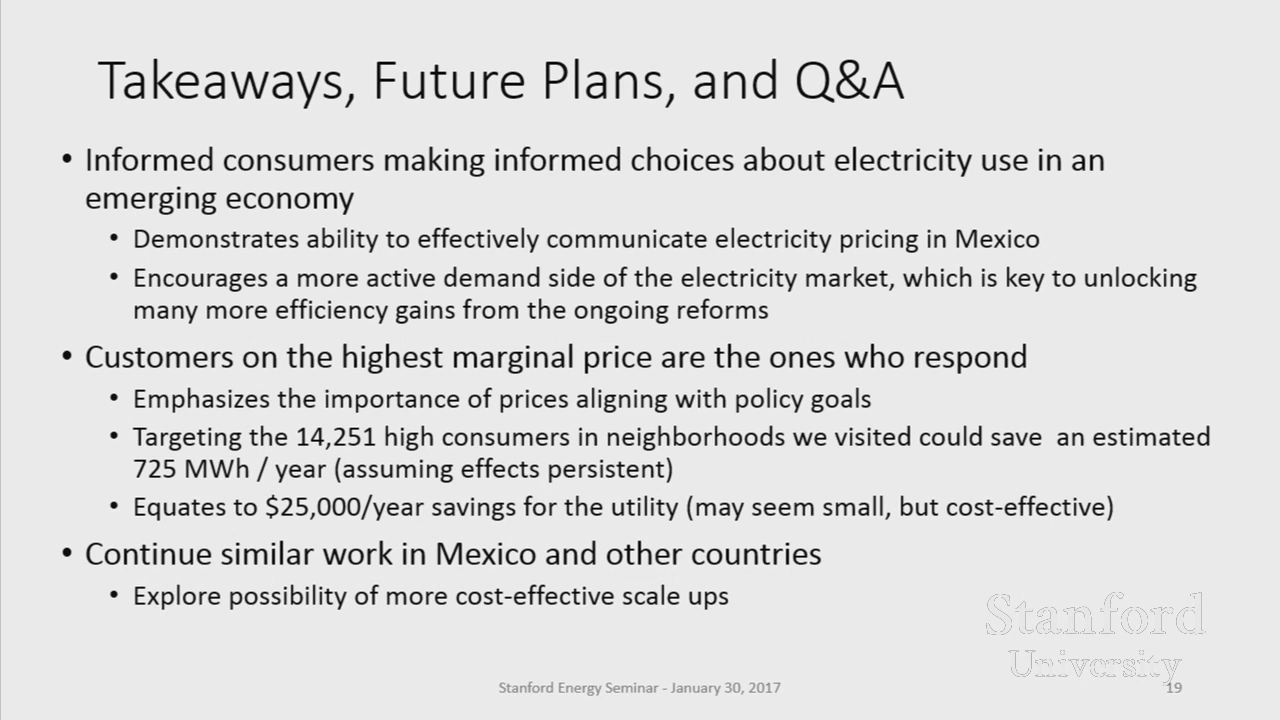 Takeaways, Future Plans, and Q&A
• Informed consumers making informed choices about electricity use in an
emerging economy
• Demonstrates ability to effectively communicate electricity pricing in Mexico
• Encourages a more active demand side of the electricity market, which is key to unlocking
many more efficiency gains from the ongoing reforms
• Customers on the highest marginal price are the ones who respond
• Emphasizes the importance of prices aligning with policy goals
• Targeting the 14,251 high consumers in neighborhoods we visited could save  an estimated
725 MWh / year (assuming effects persistent)
• Equates to $25,000/year savings for the utility (may seem small, but cost-effective)
• Continue similar work in Mexico and other countries
• Explore possibility of more cost-effective scale ups
Stanford
University
Stanford Energy Seminar - January 30, 2017
19